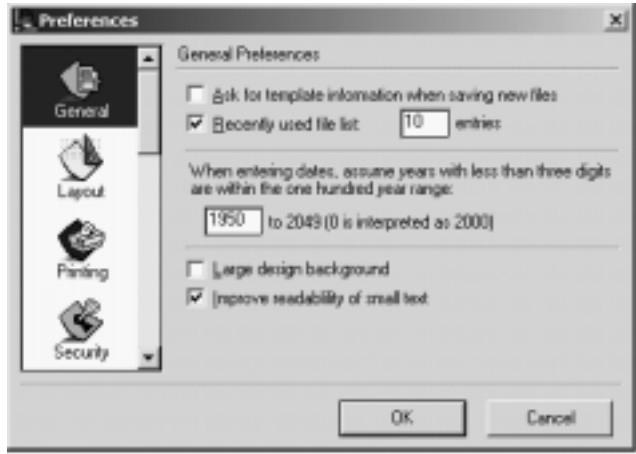 Preferences
General
Layout
Printing
Security
General Preferences
Ask for template information when saving new files
Recently used file list 10 entries
When entering dates, assume years with less than three digits
are within the one hundred year range:
1950 to 2049 (0 is interpreted as 2000)
Large design background
Improve readability of small text
OK Cancel